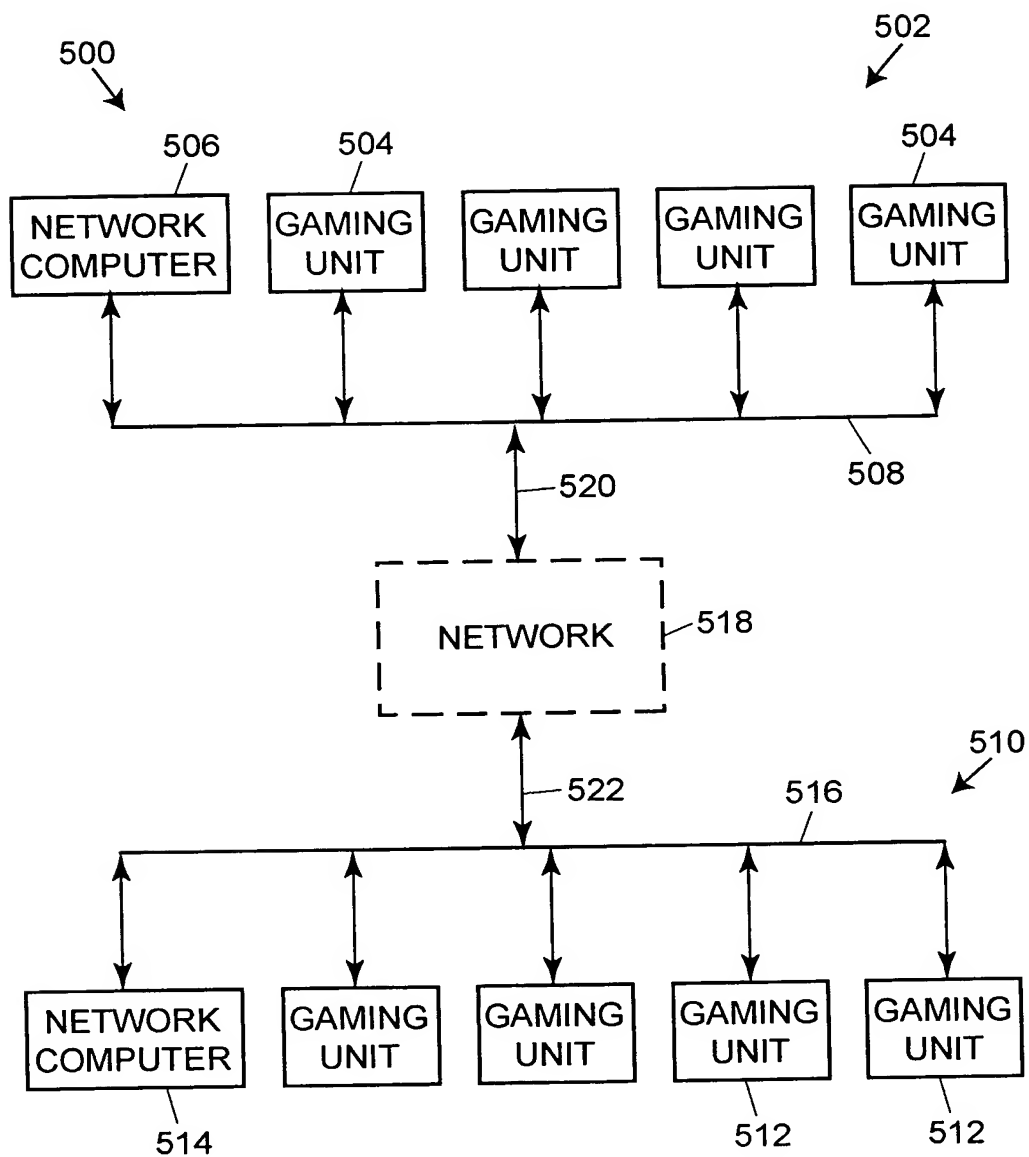 500
502
506
504
504
NETWORK
COMPUTER
GAMING
UNIT
GAMING
UNIT
GAMING
UNIT
GAMING
UNIT
508
520
NETWORK
518
510
522
516
NETWORK
COMPUTER
GAMING
UNIT
GAMING
UNIT
GAMING
UNIT
GAMING
UNIT
514
512
512